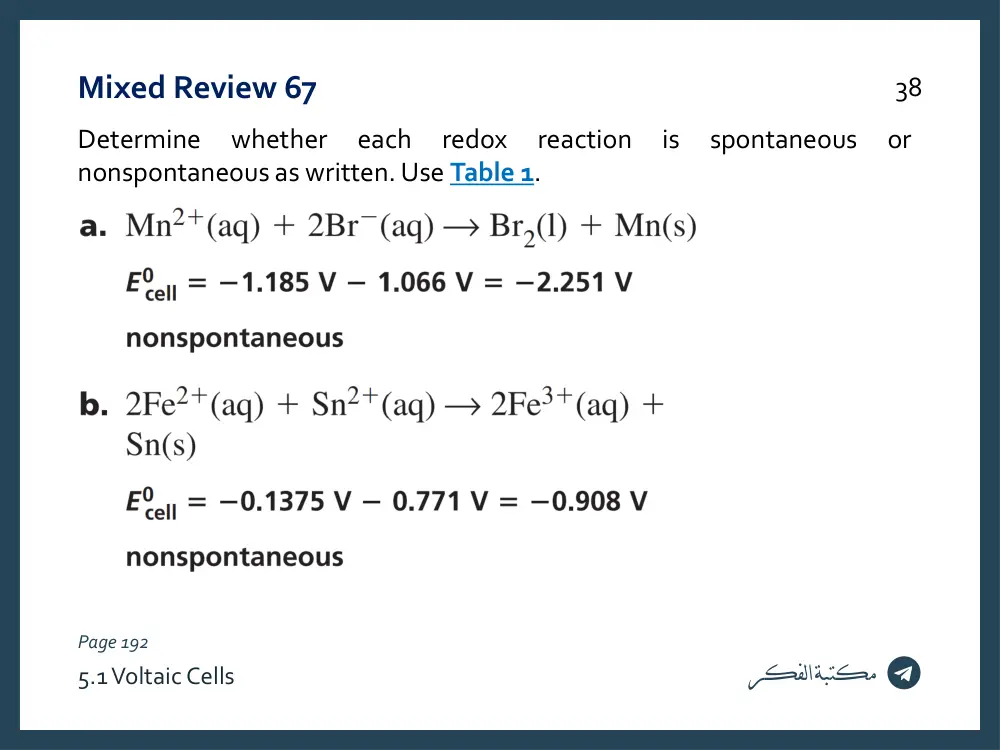 Mixed Review 67
38
Determine whether each redox reaction is spontaneous or
nonspontaneous as written. Use Table 1.
a. Mn²⁺(aq) + 2Br⁻(aq) → Br₂(l) + Mn(s)
E⁰cell = −1.185 V − 1.066 V = −2.251 V
nonspontaneous
b. 2Fe²⁺(aq) + Sn²⁺(aq) → 2Fe³⁺(aq) +
Sn(s)
E⁰cell = −0.1375 V − 0.771 V = −0.908 V
nonspontaneous
Page 192
5.1 Voltaic Cells
مكتبة الفكر